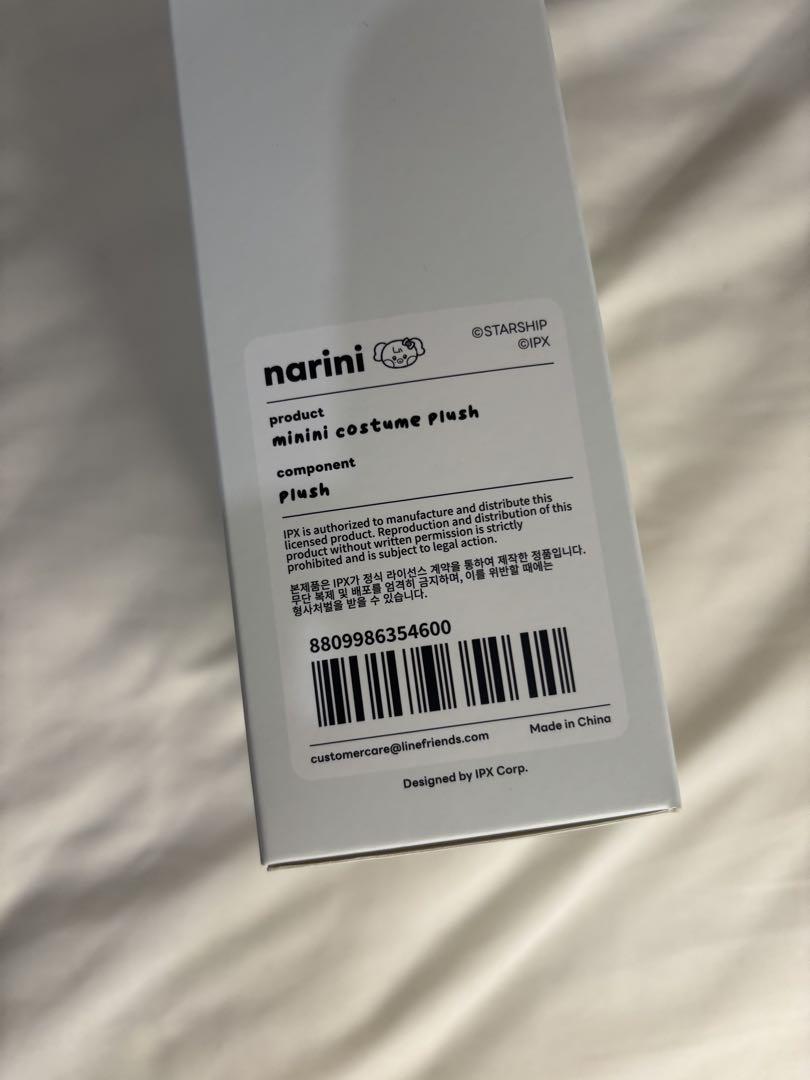 narini
©STARSHIP
©IPX
product
minini costume plush
component
plush
IPX is authorized to manufacture and distribute this
licensed product. Reproduction and distribution of this
product without written permission is strictly
prohibited and is subject to legal action.
본제품은 IPX가 정식 라이선스 계약을 통하여 제작한 정품입니다.
무단 복제 및 배포를 엄격히 금지하며, 이를 위반할 때에는
형사처벌을 받을 수 있습니다.
8809986354600
customercare@linefriends.com
Made in China
Designed by IPX Corp.